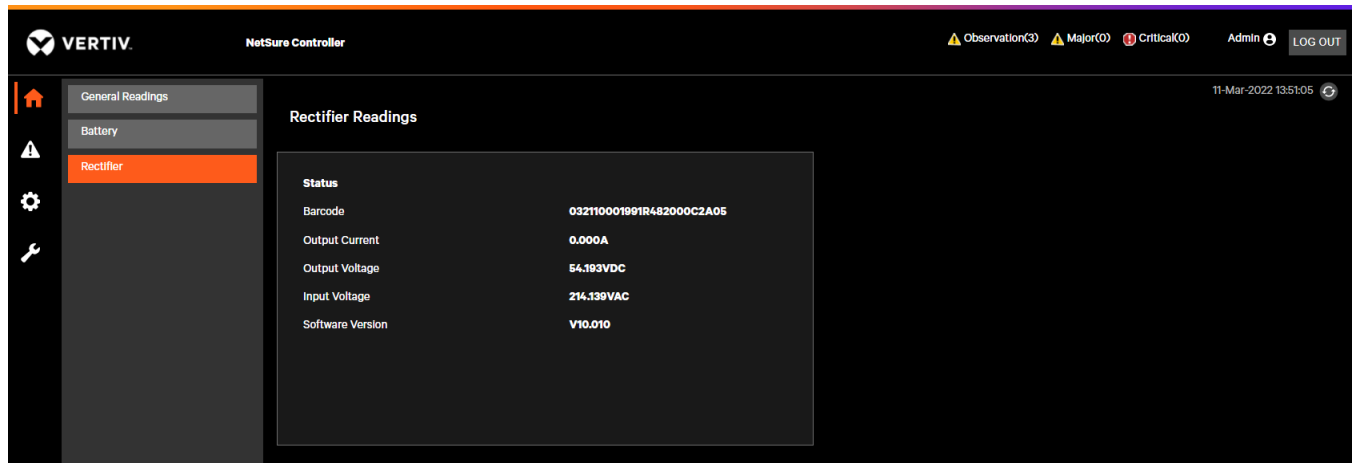 VERTIV.
NetSure Controller
Observation(3) Major(0) Critical(0) Admin LOG OUT
11-Mar-2022 13:51:05
General Readings
Battery
Rectifier
Rectifier Readings
Status
Barcode 032110001991R482000C2A05
Output Current 0.000A
Output Voltage 54.193VDC
Input Voltage 214.139VAC
Software Version V10.010